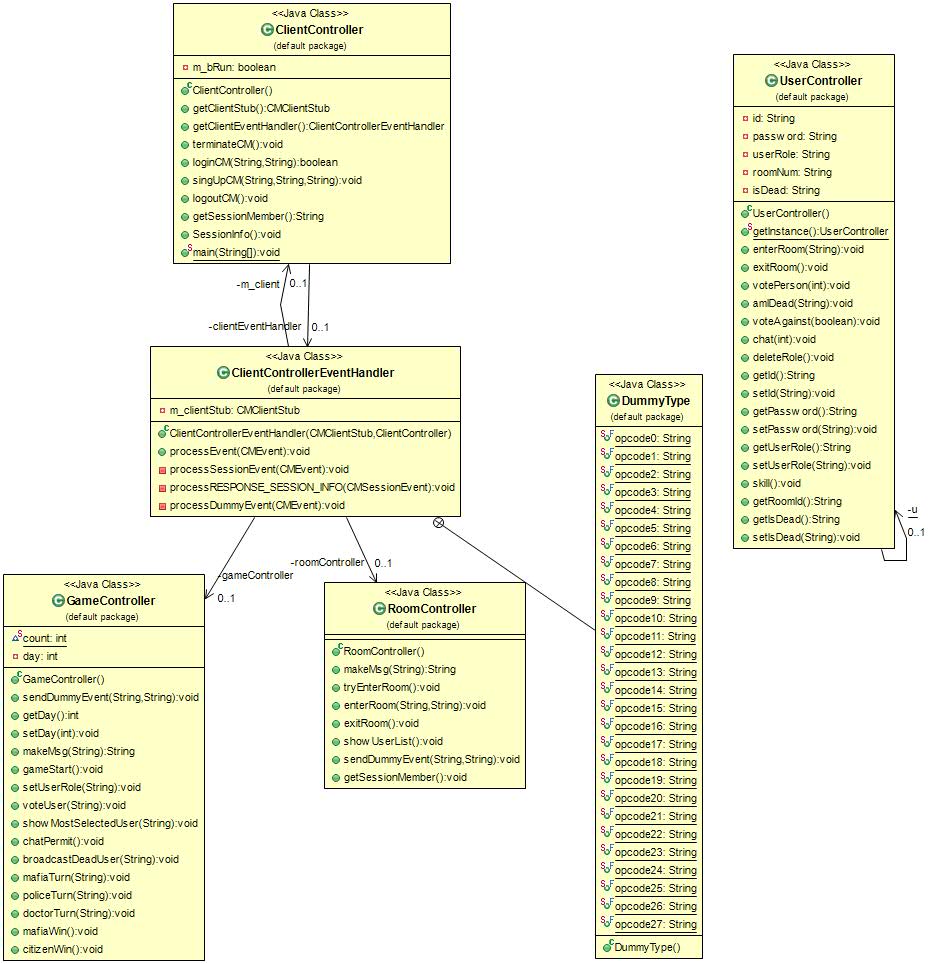 <<Java Class>>
ClientController
(default package)
m_bRun: boolean
ClientController()
getClientStub():CMClientStub
getClientEventHandler():ClientControllerEventHandler
terminateCM():void
loginCM(String,String):boolean
singUpCM(String,String,String):void
logoutCM():void
getSessionMember():String
SessionInfo():void
main(String[]):void
-m_client
0..1
-clientEventHandler
0..1
<<Java Class>>
ClientControllerEventHandler
(default package)
m_clientStub: CMClientStub
ClientControllerEventHandler(CMClientStub,ClientController)
processEvent(CMEvent):void
processSessionEvent(CMEvent):void
processRESPONSE_SESSION_INFO(CMSessionEvent):void
processDummyEvent(CMEvent):void
-gameController
0..1
-roomController
0..1
<<Java Class>>
GameController
(default package)
count: int
day: int
GameController()
sendDummyEvent(String,String):void
getDay():int
setDay(int):void
makeMsg(String):String
gameStart():void
setUserRole(String):void
voteUser(String):void
showMostSelectedUser(String):void
chatPermit():void
broadcastDeadUser(String):void
mafiaTurn(String):void
policeTurn(String):void
doctorTurn(String):void
mafiaWin():void
citizenWin():void
<<Java Class>>
RoomController
(default package)
RoomController()
makeMsg(String):String
tryEnterRoom():void
enterRoom(String,String):void
exitRoom():void
showUserList():void
sendDummyEvent(String,String):void
getSessionMember():void
<<Java Class>>
DummyType
(default package)
opcode0: String
opcode1: String
opcode2: String
opcode3: String
opcode4: String
opcode5: String
opcode6: String
opcode7: String
opcode8: String
opcode9: String
opcode10: String
opcode11: String
opcode12: String
opcode13: String
opcode14: String
opcode15: String
opcode16: String
opcode17: String
opcode18: String
opcode19: String
opcode20: String
opcode21: String
opcode22: String
opcode23: String
opcode24: String
opcode25: String
opcode26: String
opcode27: String
DummyType()
<<Java Class>>
UserController
(default package)
id: String
password: String
userRole: String
roomNum: String
isDead: String
UserController()
getInstance():UserController
enterRoom(String):void
exitRoom():void
votePerson(int):void
amIDead(String):void
voteAgainst(boolean):void
chat(int):void
deleteRole():void
getId():String
setId(String):void
getPassword():String
setPassword(String):void
getUserRole():String
setUserRole(String):void
skill():void
getRoomId():String
getIsDead():String
setIsDead(String):void
-u
0..1